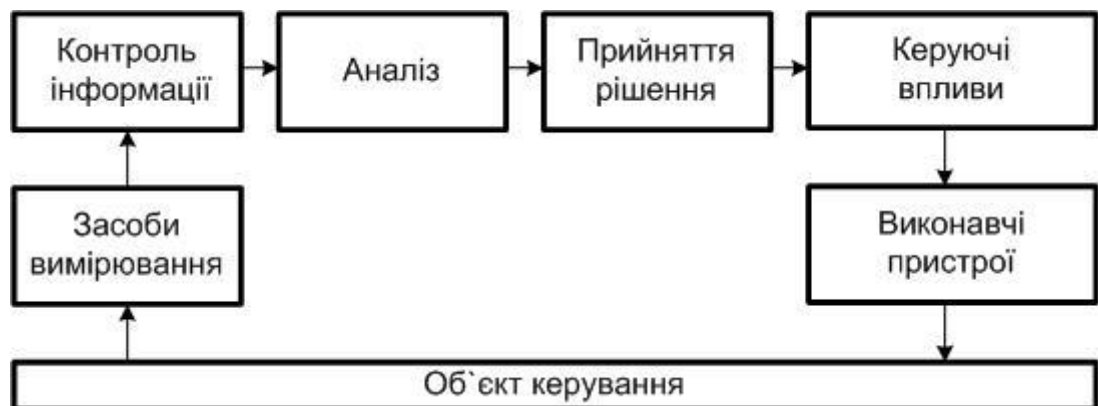 Контроль
інформації
Аналіз
Прийняття
рішення
Керуючі
впливи
Засоби
вимірювання
Виконавчі
пристрої
Об`єкт керування